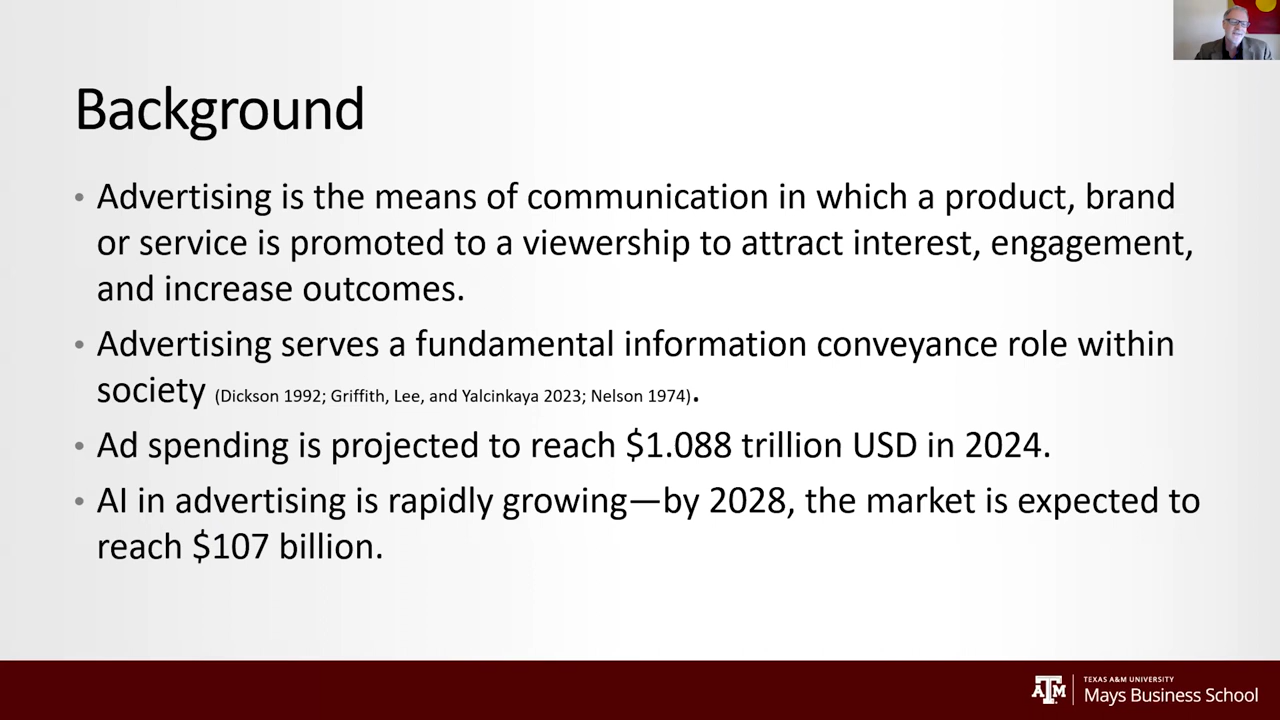 Background
• Advertising is the means of communication in which a product, brand
or service is promoted to a viewership to attract interest, engagement,
and increase outcomes.
• Advertising serves a fundamental information conveyance role within
society (Dickson 1992; Griffith, Lee, and Yalcinkaya 2023; Nelson 1974).
• Ad spending is projected to reach $1.088 trillion USD in 2024.
• AI in advertising is rapidly growing—by 2028, the market is expected to
reach $107 billion.
ATM
TEXAS A&M UNIVERSITY
Mays Business School